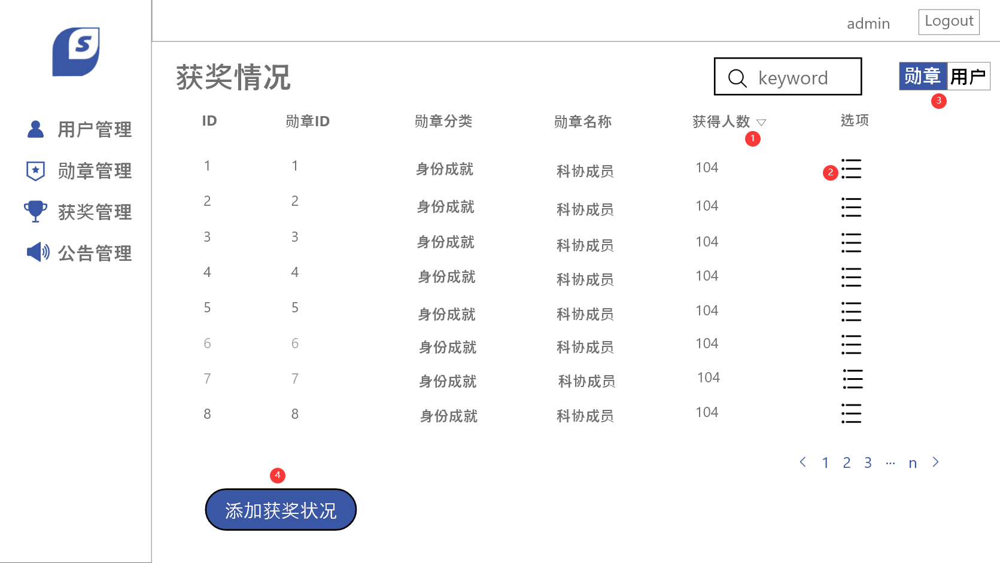 S
admin
Logout
用户管理
勋章管理
获奖管理
公告管理
获奖情况
keyword
勋章 用户
3
ID 勋章ID 勋章分类 勋章名称 获得人数 选项
1
1 1 身份成就 科协成员 104
2
2 2 身份成就 科协成员 104
3 3 身份成就 科协成员 104
4 4 身份成就 科协成员 104
5 5 身份成就 科协成员 104
6 6 身份成就 科协成员 104
7 7 身份成就 科协成员 104
8 8 身份成就 科协成员 104
< 1 2 3 ··· n >
4
添加获奖状况